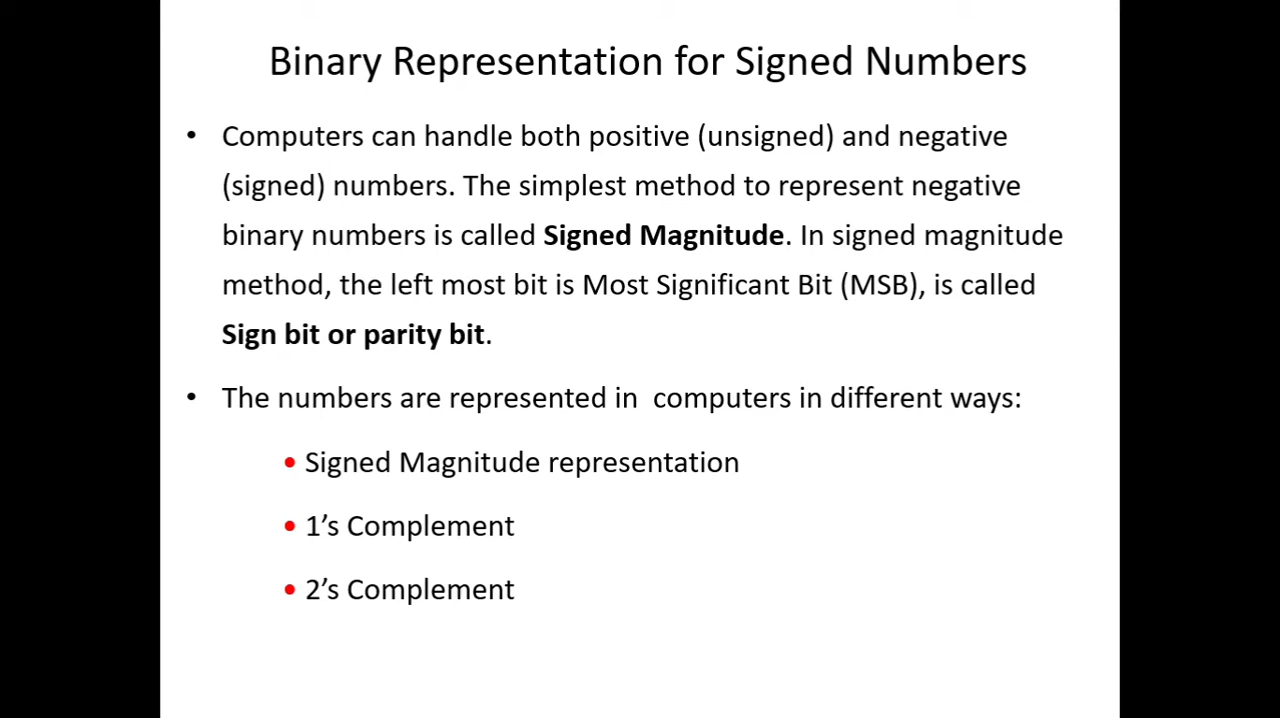 Binary Representation for Signed Numbers
• Computers can handle both positive (unsigned) and negative
(signed) numbers. The simplest method to represent negative
binary numbers is called Signed Magnitude. In signed magnitude
method, the left most bit is Most Significant Bit (MSB), is called
Sign bit or parity bit.
• The numbers are represented in  computers in different ways:
• Signed Magnitude representation
• 1’s Complement
• 2’s Complement